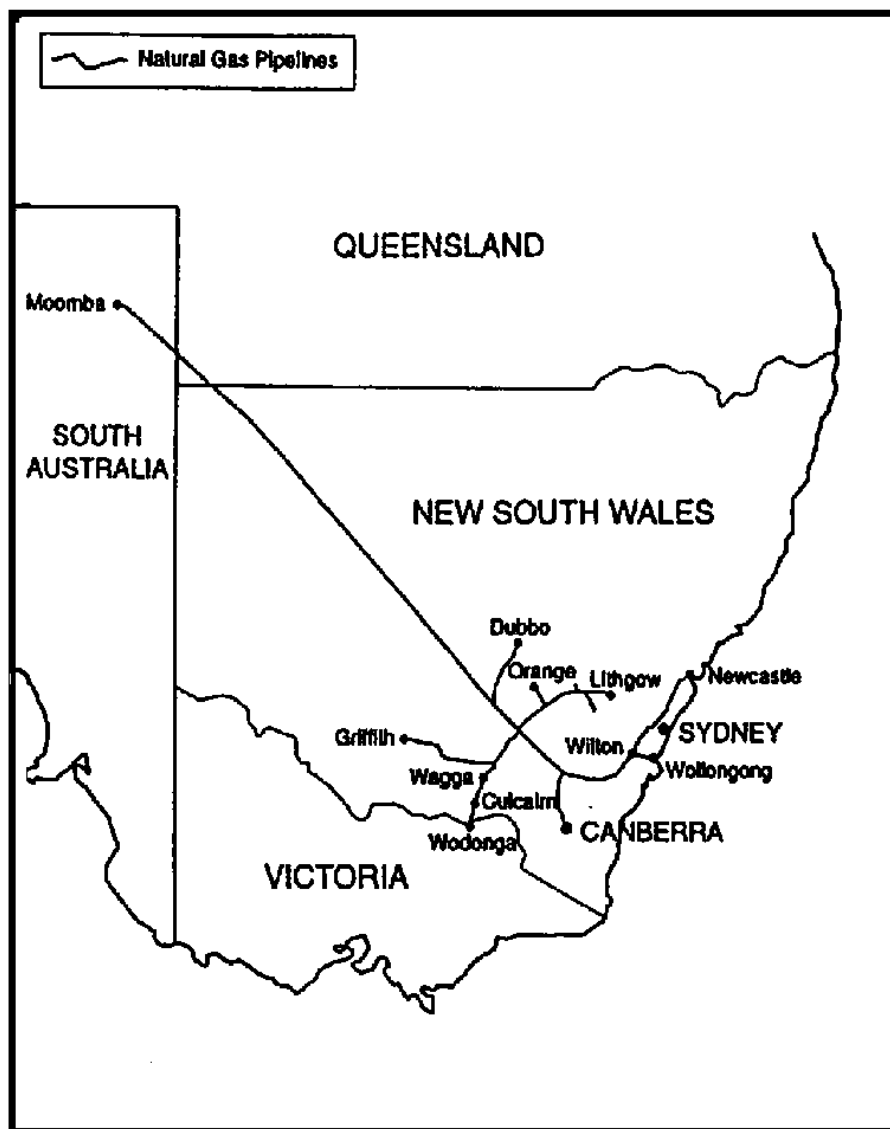 Natural Gas Pipelines
QUEENSLAND
Moomba
SOUTH
AUSTRALIA
NEW SOUTH WALES
Dubbo
Orange
Lithgow
Newcastle
Griffith
SYDNEY
Wilton
Wollongong
Wagga
Culcairn
CANBERRA
Wodonga
VICTORIA